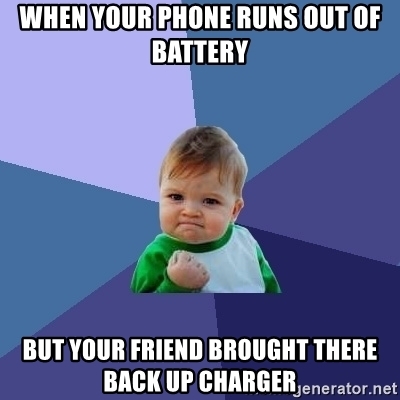 WHEN YOUR PHONE RUNS OUT OF
BATTERY
BUT YOUR FRIEND BROUGHT THERE
BACK UP CHARGER
generator.net